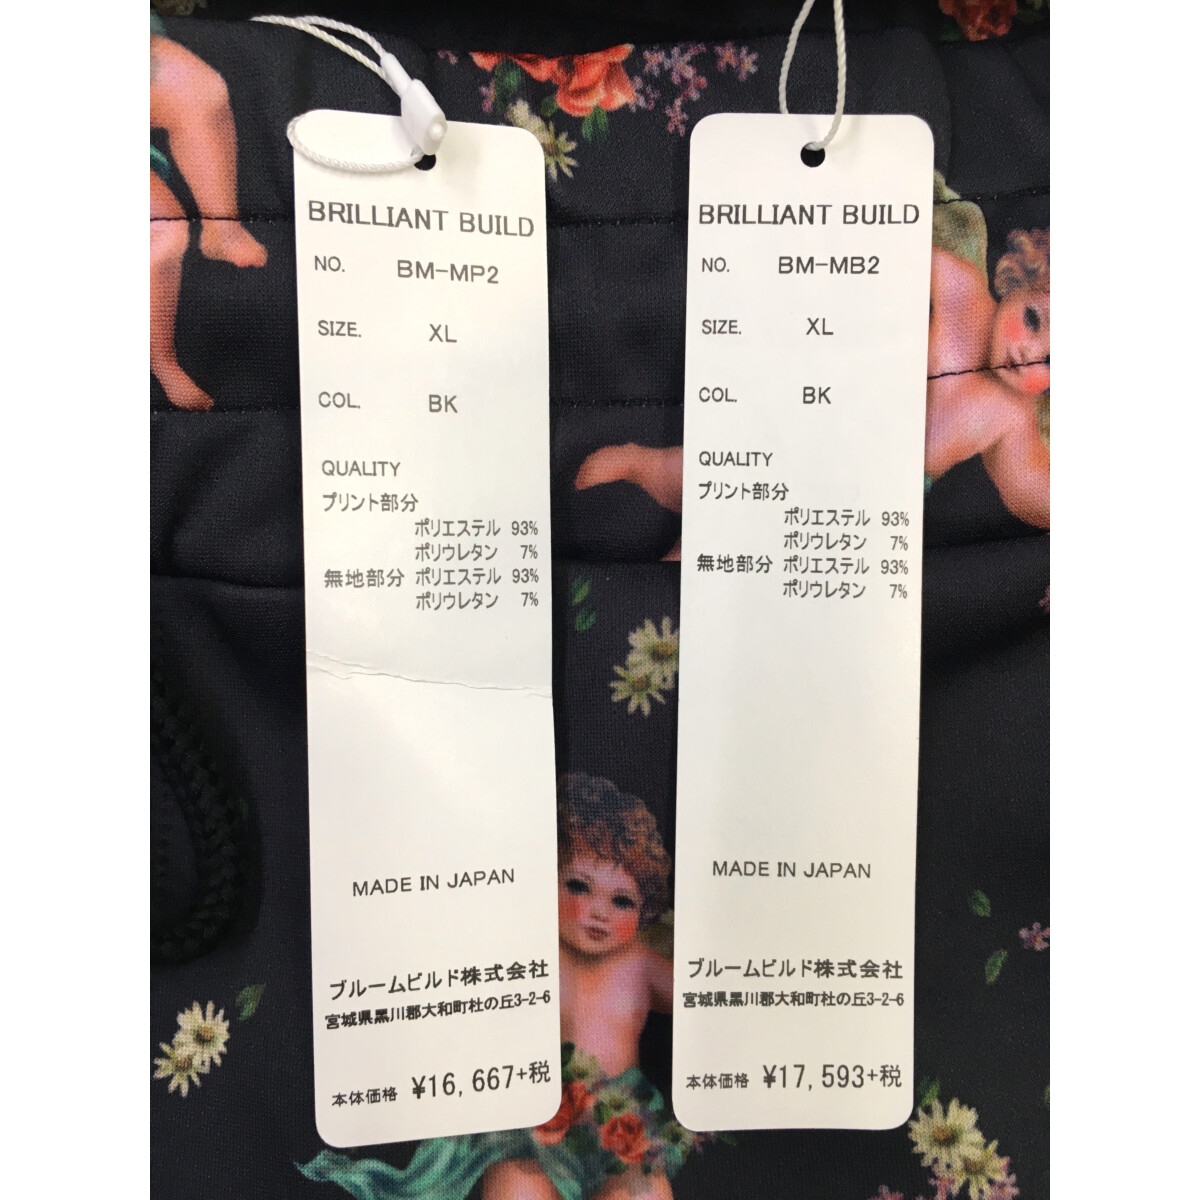 BRILLIANT BUILD
NO. BM-MP2
SIZE. XL
COL. BK
QUALITY
プリント部分
ポリエステル 93%
ポリウレタン 7%
無地部分 ポリエステル 93%
ポリウレタン 7%
MADE IN JAPAN
ブルームビルド株式会社
宮城県黒川郡大和町杜の丘3-2-6
本体価格 ¥16,667+税
BRILLIANT BUILD
NO. BM-MB2
SIZE. XL
COL. BK
QUALITY
プリント部分
ポリエステル 93%
ポリウレタン 7%
無地部分 ポリエステル 93%
ポリウレタン 7%
MADE IN JAPAN
ブルームビルド株式会社
宮城県黒川郡大和町杜の丘3-2-6
本体価格 ¥17,593+税